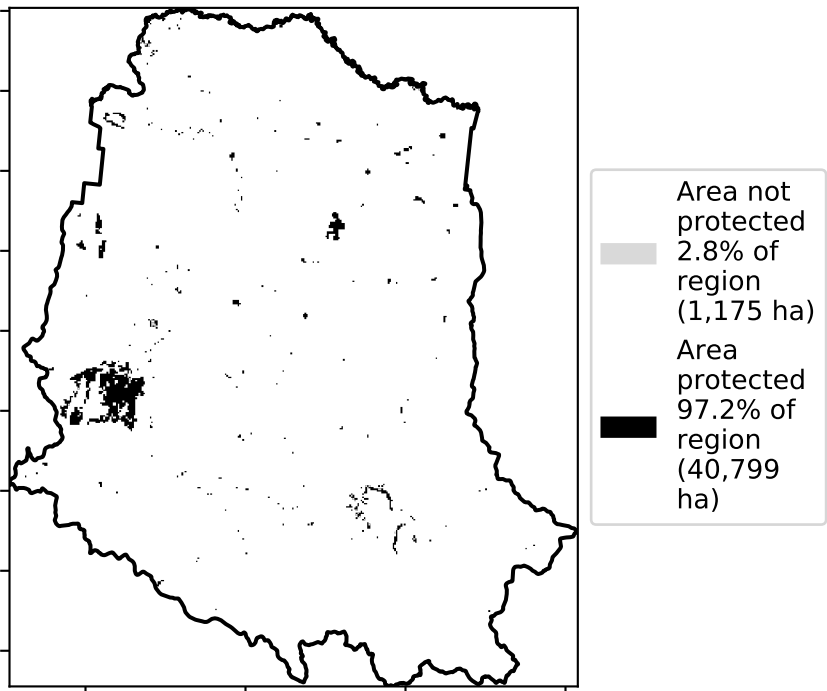 Area not
protected
2.8% of
region
(1,175 ha)
Area
protected
97.2% of
region
(40,799
ha)